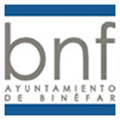 bnf
AYUNTAMIENTO
DE BINÉFAR